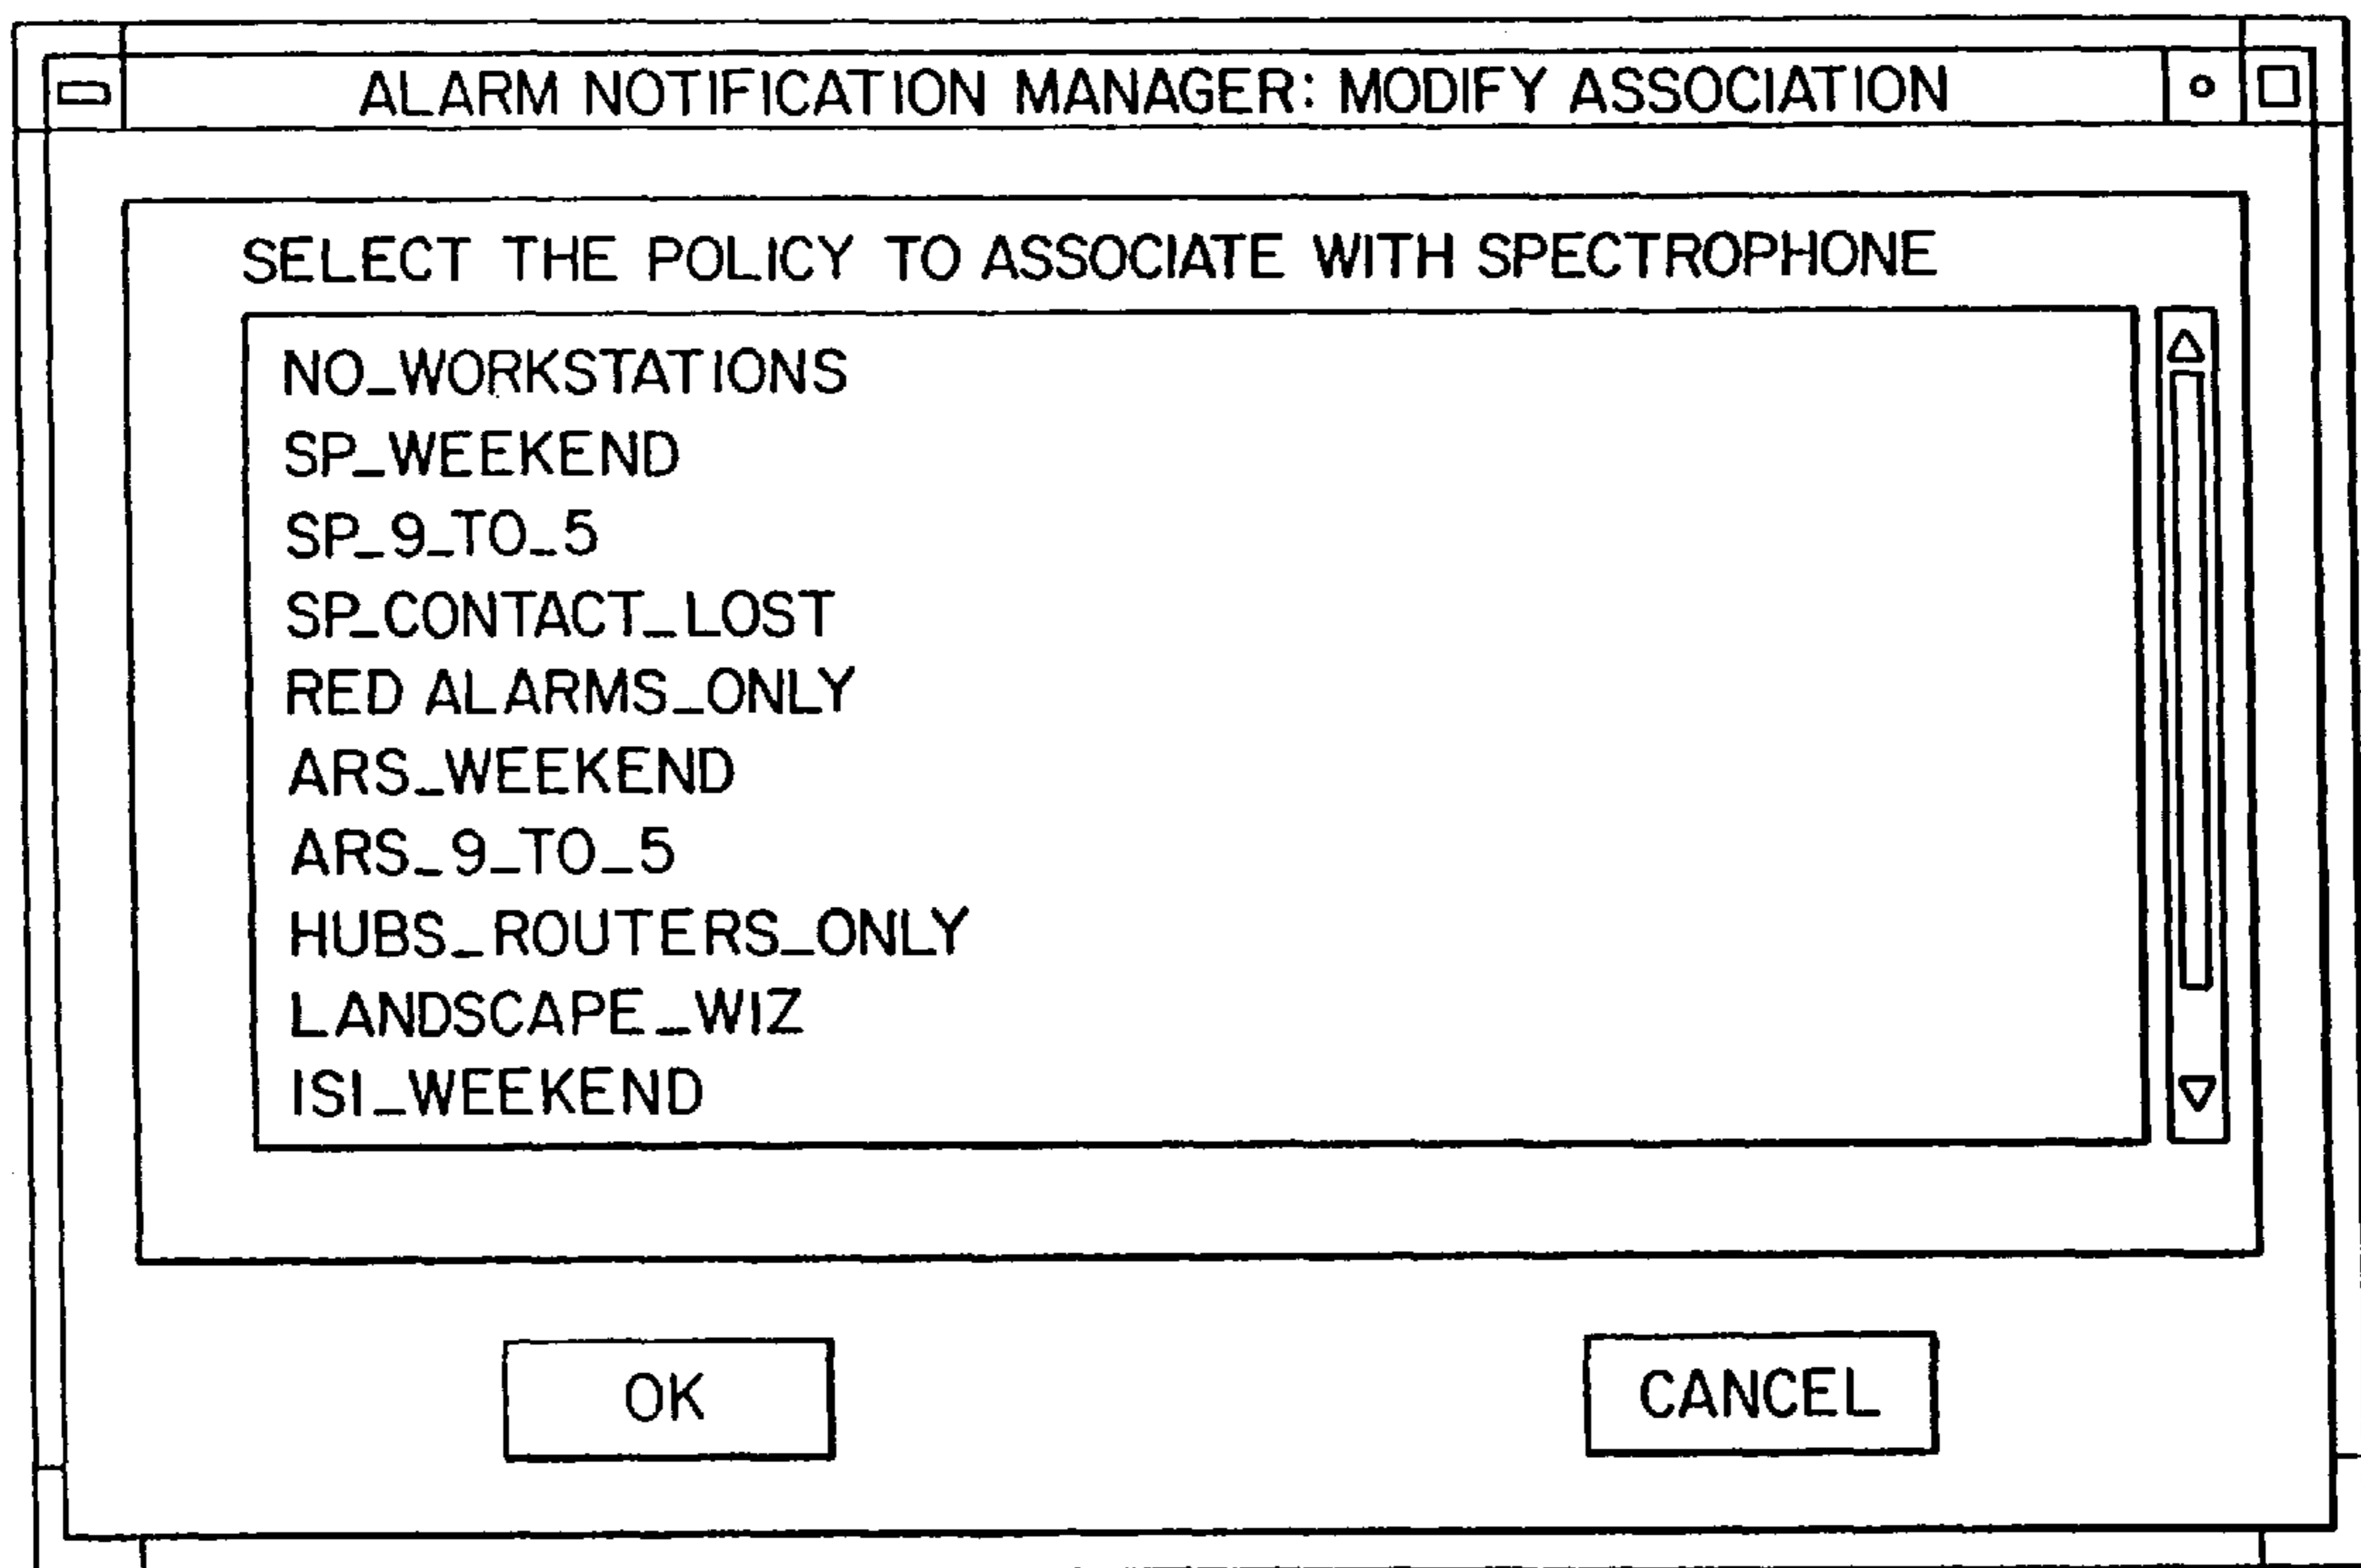 ALARM NOTIFICATION MANAGER: MODIFY ASSOCIATION
SELECT THE POLICY TO ASSOCIATE WITH SPECTROPHONE
NO_WORKSTATIONS
SP_WEEKEND
SP_9_TO_5
SP_CONTACT_LOST
RED ALARMS_ONLY
ARS_WEEKEND
ARS_9_TO_5
HUBS_ROUTERS_ONLY
LANDSCAPE_WIZ
ISI_WEEKEND
OK
CANCEL